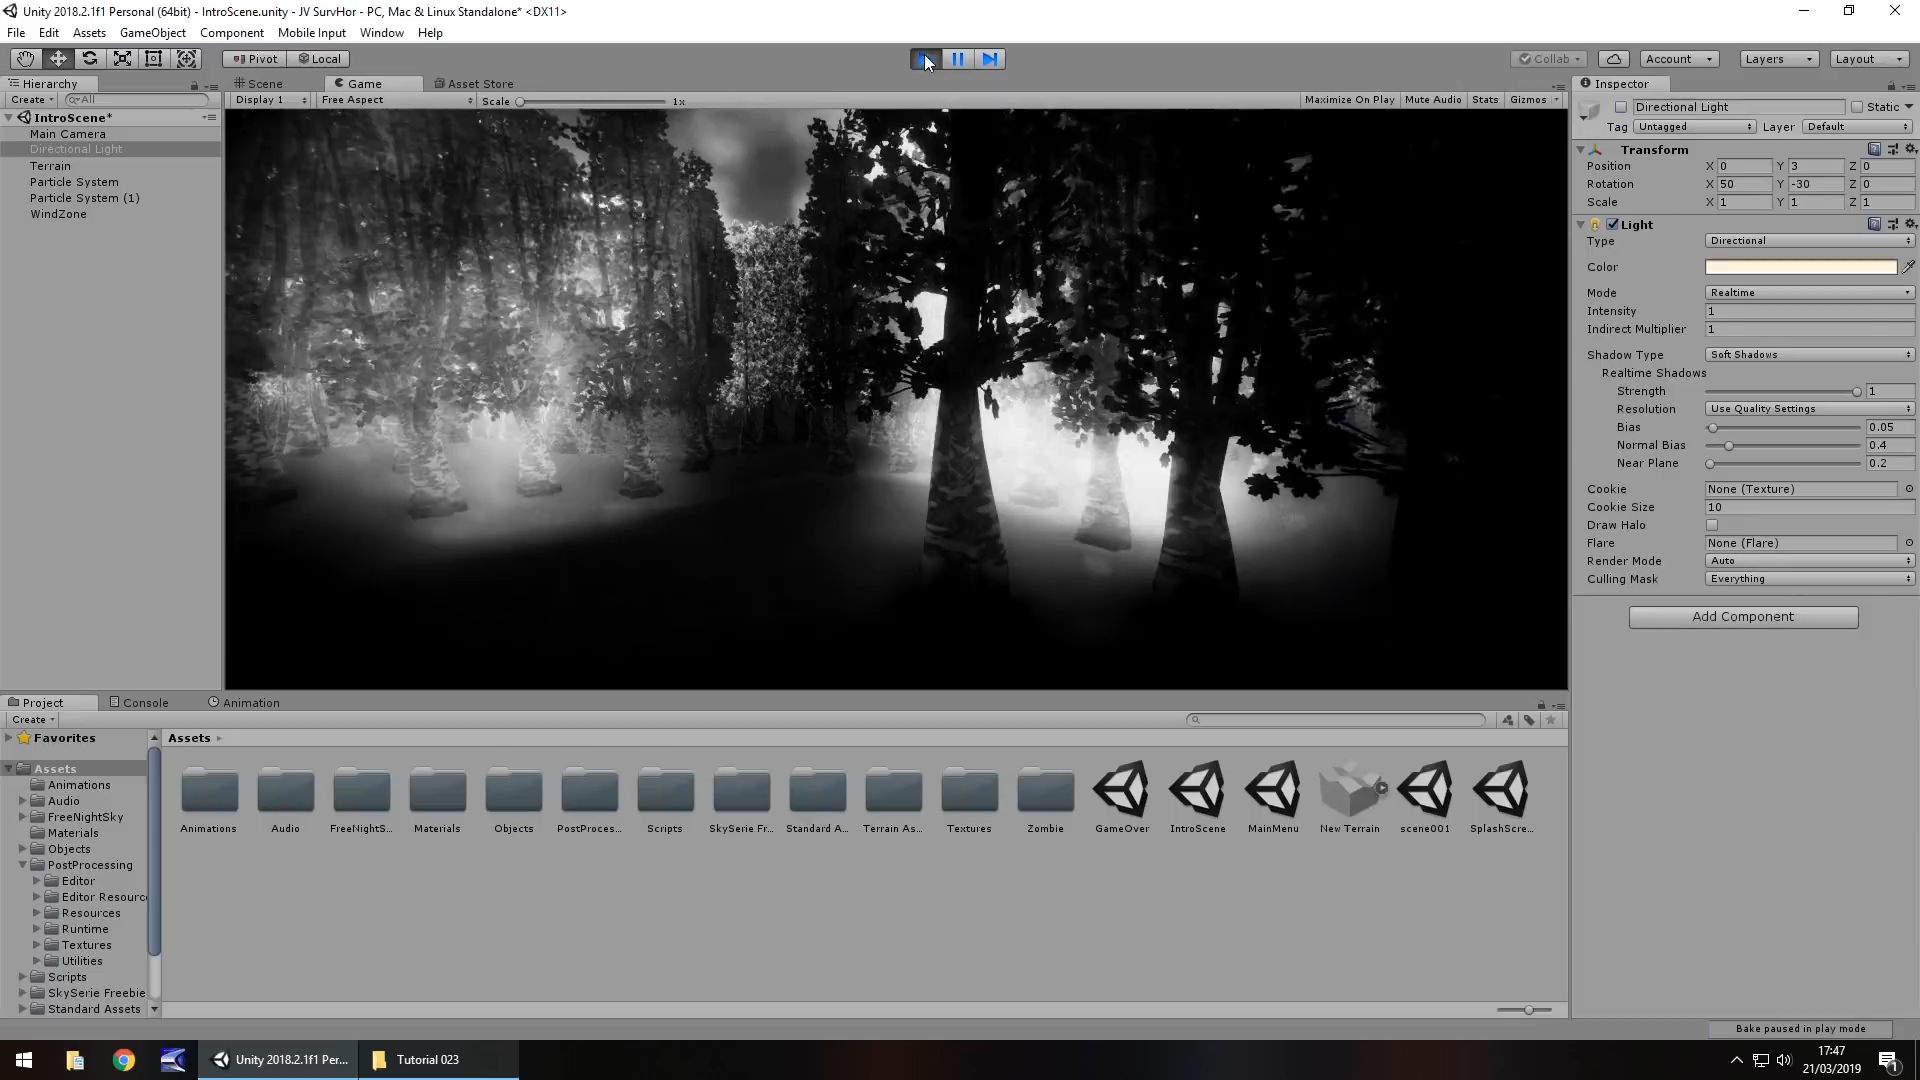 Unity 2018.2.1f1 Personal (64bit) - IntroScene.unity - JV SurvHor - PC, Mac & Linux Standalone* <DX11>
File Edit Assets GameObject Component Mobile Input Window Help
Pivot Local Collab Account Layers Layout
Hierarchy Scene Game Asset Store Inspector
Create All Display 1 Free Aspect Scale 1x Maximize On Play Mute Audio Stats Gizmos
Directional Light Static
IntroScene*
Tag Untagged Layer Default
Main Camera
Directional Light
Transform
Terrain
Position X 0 Y 3 Z 0
Particle System
Rotation X 50 Y -30 Z 0
Particle System (1)
Scale X 1 Y 1 Z 1
WindZone
Light
Type Directional
Color
Mode Realtime
Intensity 1
Indirect Multiplier 1
Shadow Type Soft Shadows
Realtime Shadows
Strength 1
Resolution Use Quality Settings
Bias 0.05
Normal Bias 0.4
Near Plane 0.2
Cookie None (Texture)
Cookie Size 10
Draw Halo
Flare None (Flare)
Render Mode Auto
Culling Mask Everything
Add Component
Project Console Animation
Create
Favorites
Assets
Assets
Animations
Audio
FreeNightSky
Materials
Objects
PostProcessing
Editor
Editor Resourc
Resources
Runtime
Textures
Utilities
Scripts
SkySerie Freebie
Standard Assets
Animations Audio FreeNightS... Materials Objects PostProces... Scripts SkySerie Fr... Standard A... Terrain As... Textures Zombie GameOver IntroScene MainMenu New Terrain scene001 SplashScre...
Bake paused in play mode
Unity 2018.2.1f1 Per... Tutorial 023
17:47
21/03/2019
1